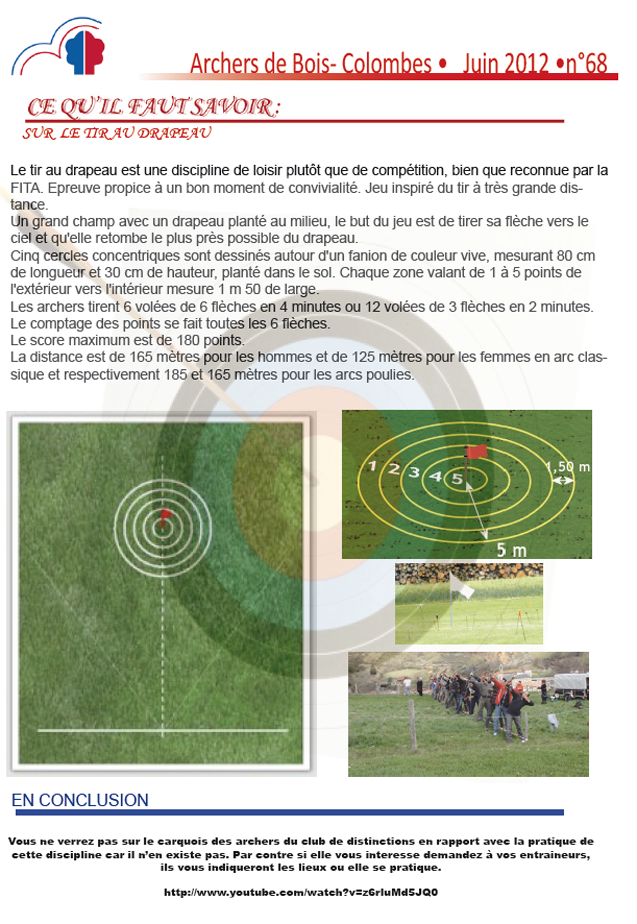 Archers de Bois- Colombes • Juin 2012 •n°68
CE QU'IL FAUT SAVOIR :
SUR LE TIR AU DRAPEAU
Le tir au drapeau est une discipline de loisir plutôt que de compétition, bien que reconnue par la
FITA. Epreuve propice à un bon moment de convivialité. Jeu inspiré du tir à très grande dis-
tance.
Un grand champ avec un drapeau planté au milieu, le but du jeu est de tirer sa flèche vers le
ciel et qu'elle retombe le plus près possible du drapeau.
Cinq cercles concentriques sont dessinés autour d'un fanion de couleur vive, mesurant 80 cm
de longueur et 30 cm de hauteur, planté dans le sol. Chaque zone valant de 1 à 5 points de
l'extérieur vers l'intérieur mesure 1 m 50 de large.
Les archers tirent 6 volées de 6 flèches en 4 minutes ou 12 volées de 3 flèches en 2 minutes.
Le comptage des points se fait toutes les 6 flèches.
Le score maximum est de 180 points.
La distance est de 165 mètres pour les hommes et de 125 mètres pour les femmes en arc clas-
sique et respectivement 185 et 165 mètres pour les arcs poulies.
1 2 3 4 5 1,50 m
5 m
EN CONCLUSION
Vous ne verrez pas sur le carquois des archers du club de distinctions en rapport avec la pratique de
cette discipline car il n'en existe pas. Par contre si elle vous interesse demandez à vos entraineurs,
ils vous indiqueront les lieux ou elle se pratique.
http://www.youtube.com/watch?v=z6rluMd5JQ0